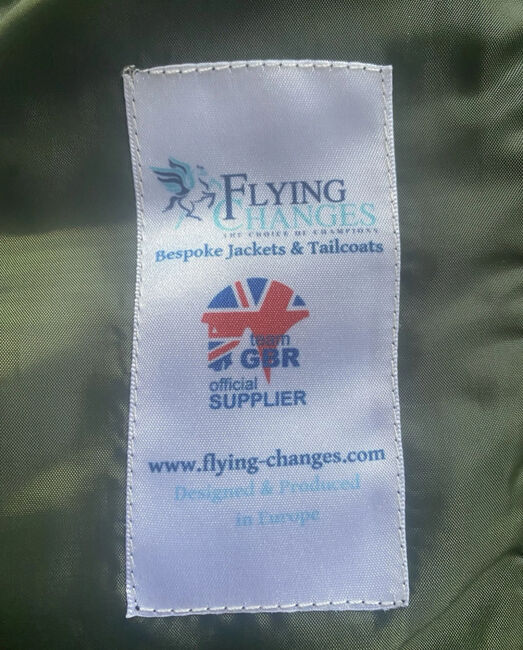 FLYING
CHANGES
THE CHOICE OF CHAMPIONS
Bespoke Jackets & Tailcoats
team
GBR
official
SUPPLIER
www.flying-changes.com
Designed & Produced
in Europe